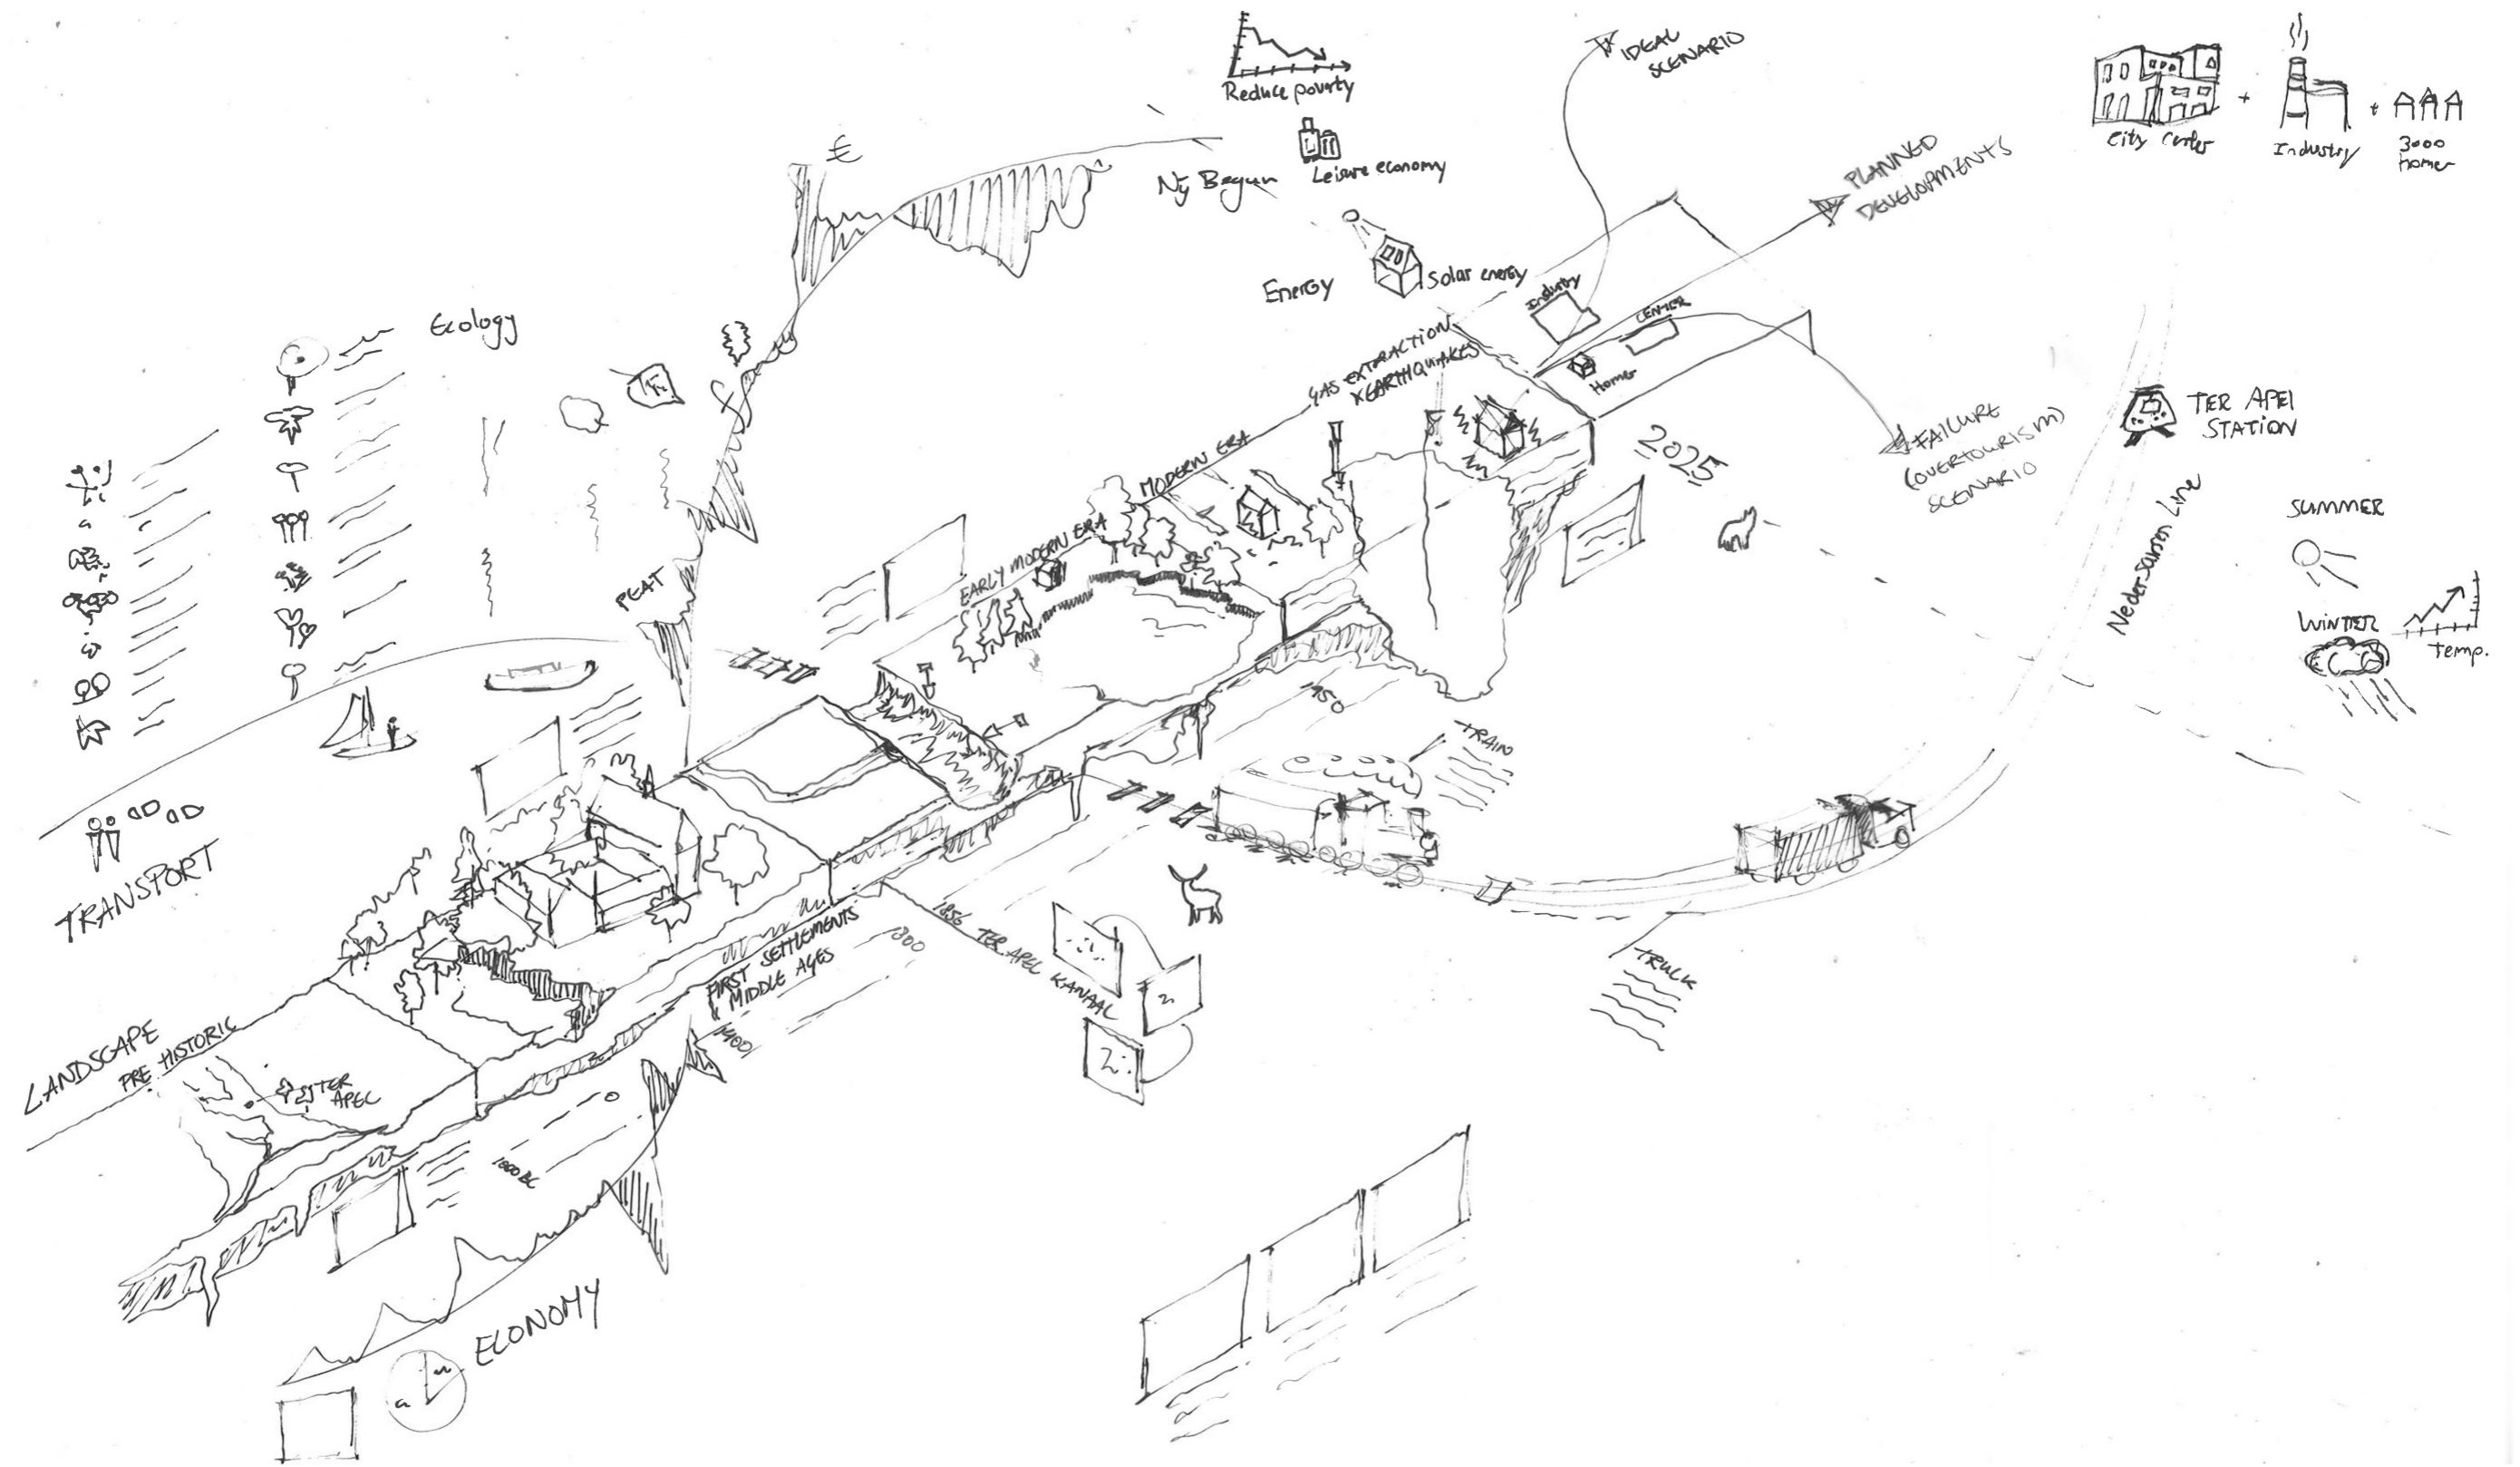 €
Reduce poverty
Ny Begun
Leisure economy
Energy
Solar energy
IDEAL
SCENARIO
PLANNED
DEVELOPMENTS
City Center
+
Industry
+
3000
homes
Ecology
Industry
CENTER
Homes
GAS EXTRACTION
EARTHQUAKES
2025
FAILURE
(OVERTOURISM)
SCENARIO
TER APEL
STATION
Nedersaksen Line
SUMMER
WINTER
Temp.
MODERN ERA
EARLY MODERN ERA
PEAT
TRANSPORT
TRAIN
1856 TER APEL KANAAL
TRUCK
FIRST SETTLEMENTS
MIDDLE AGES
1400
LANDSCAPE
PRE HISTORIC
TER
APEL
1000 BC
ECONOMY